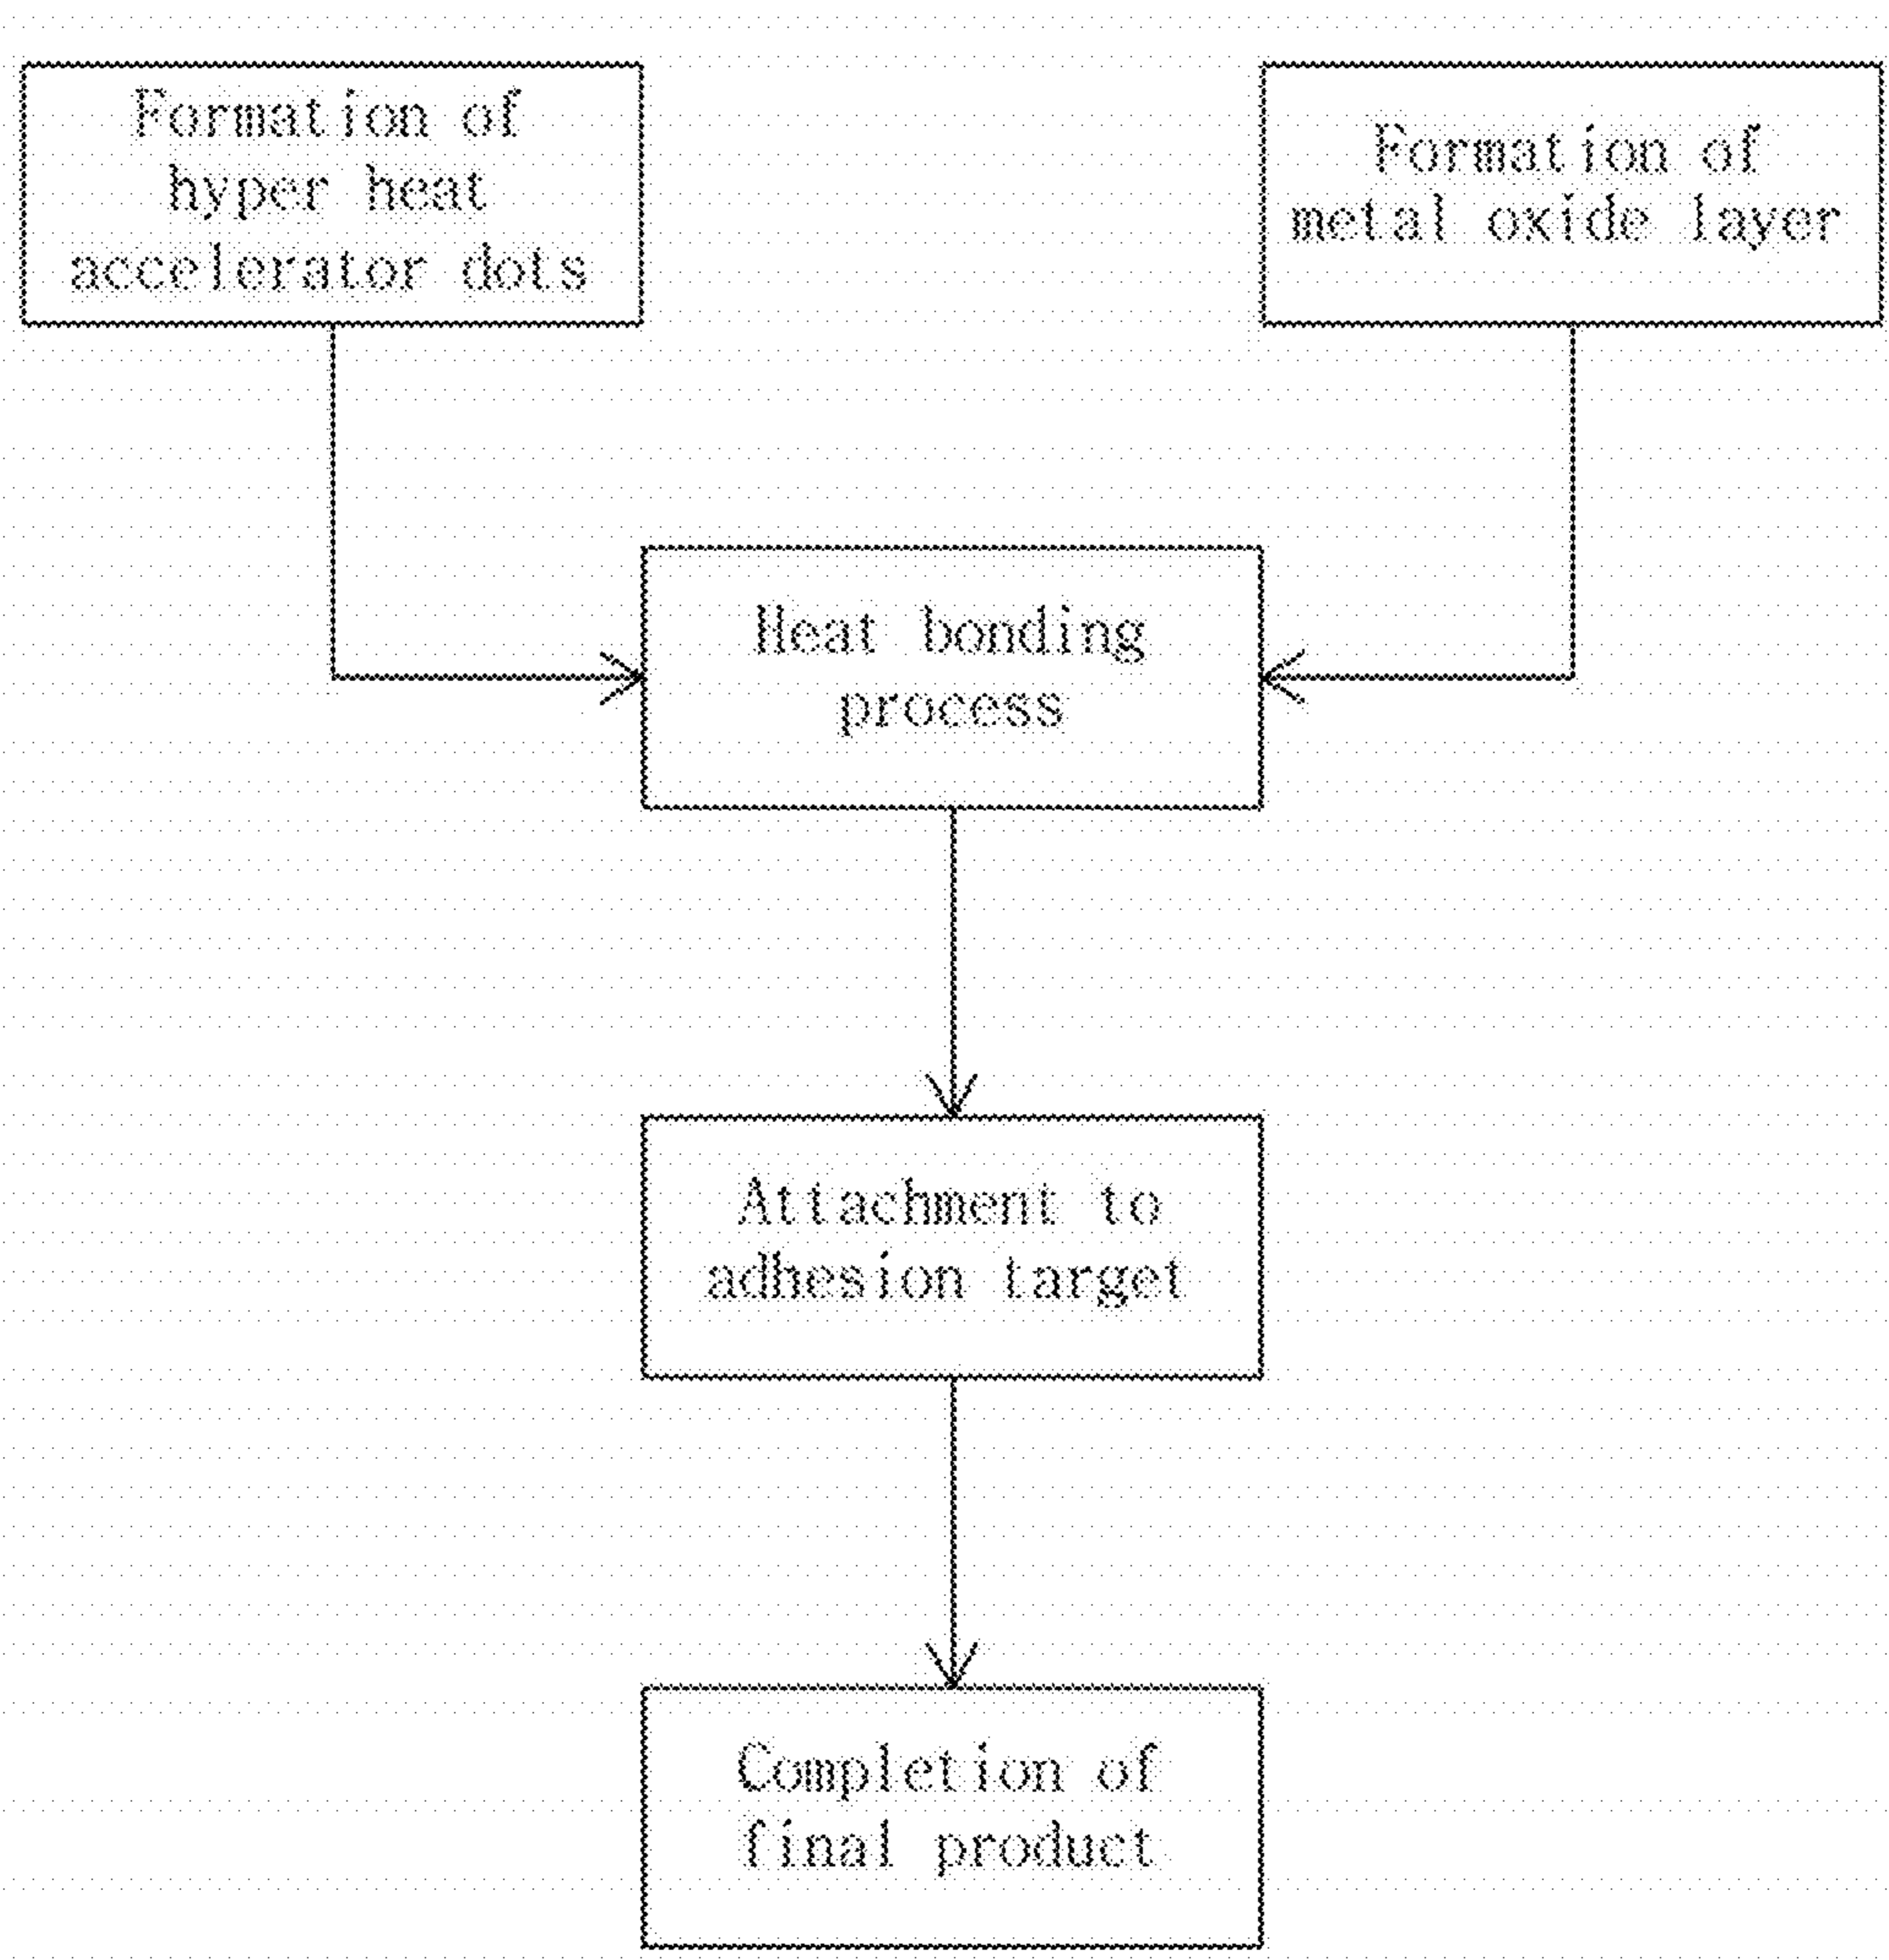 Formation of
hyper heat
accelerator dots
Formation of
metal oxide layer
Heat bonding
process
Attachment to
adhesion target
Completion of
final product